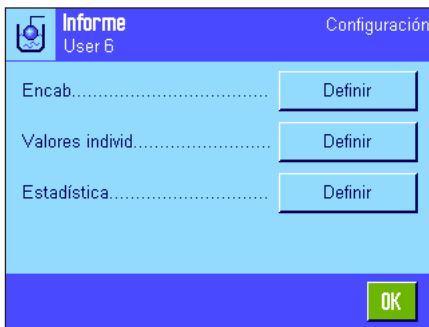 Informe
Configuración
User 6
Encab................................... Definir
Valores individ......................... Definir
Estadística............................. Definir
OK